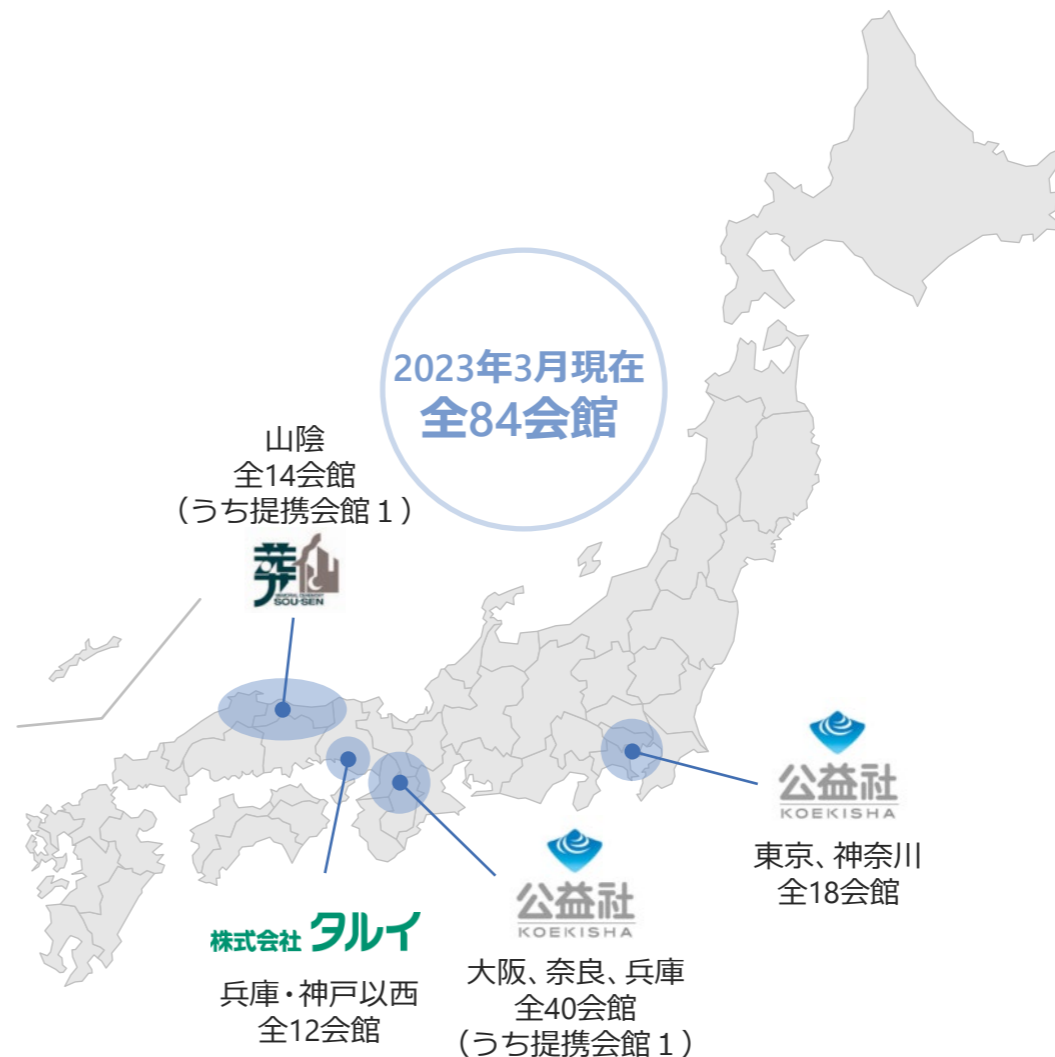 2023年3月現在
全84会館
山陰
全14会館
（うち提携会館１）
葬仙
SOU-SEN
公益社
KOEKISHA
東京、神奈川
全18会館
公益社
KOEKISHA
大阪、奈良、兵庫
全40会館
（うち提携会館１）
株式会社 タルイ
兵庫・神戸以西
全12会館